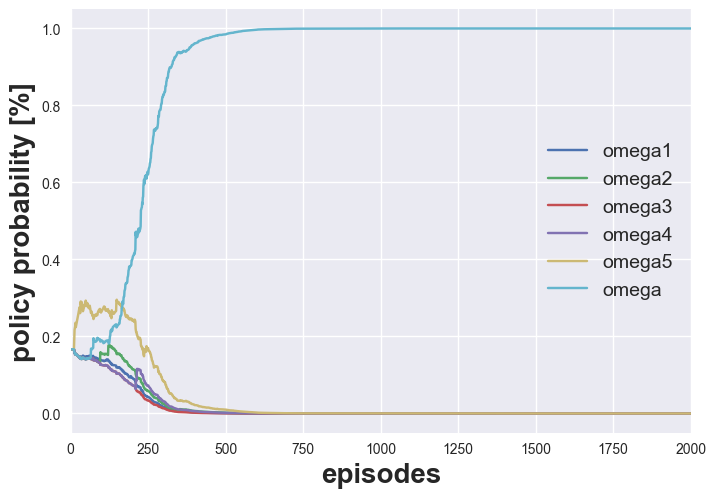 1.0
0.8
0.6
0.4
0.2
0.0
policy probability [%]
omega1
omega2
omega3
omega4
omega5
omega
0 250 500 750 1000 1250 1500 1750 2000
episodes